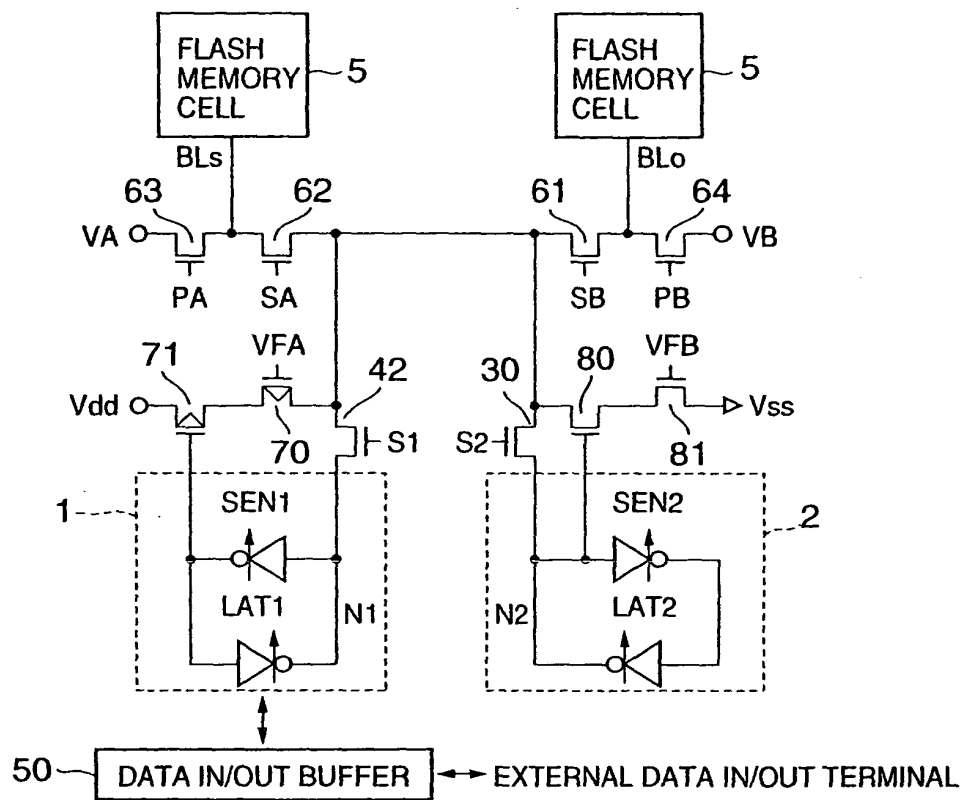 FLASH
MEMORY
CELL
5
FLASH
MEMORY
CELL
5
BLs
BLo
63
62
61
64
VA
VB
PA
SA
SB
PB
71
VFA
42
30
80
VFB
Vdd
70
S1
S2
81
Vss
1
SEN1
SEN2
2
LAT1
N1
N2
LAT2
50
DATA IN/OUT BUFFER
EXTERNAL DATA IN/OUT TERMINAL